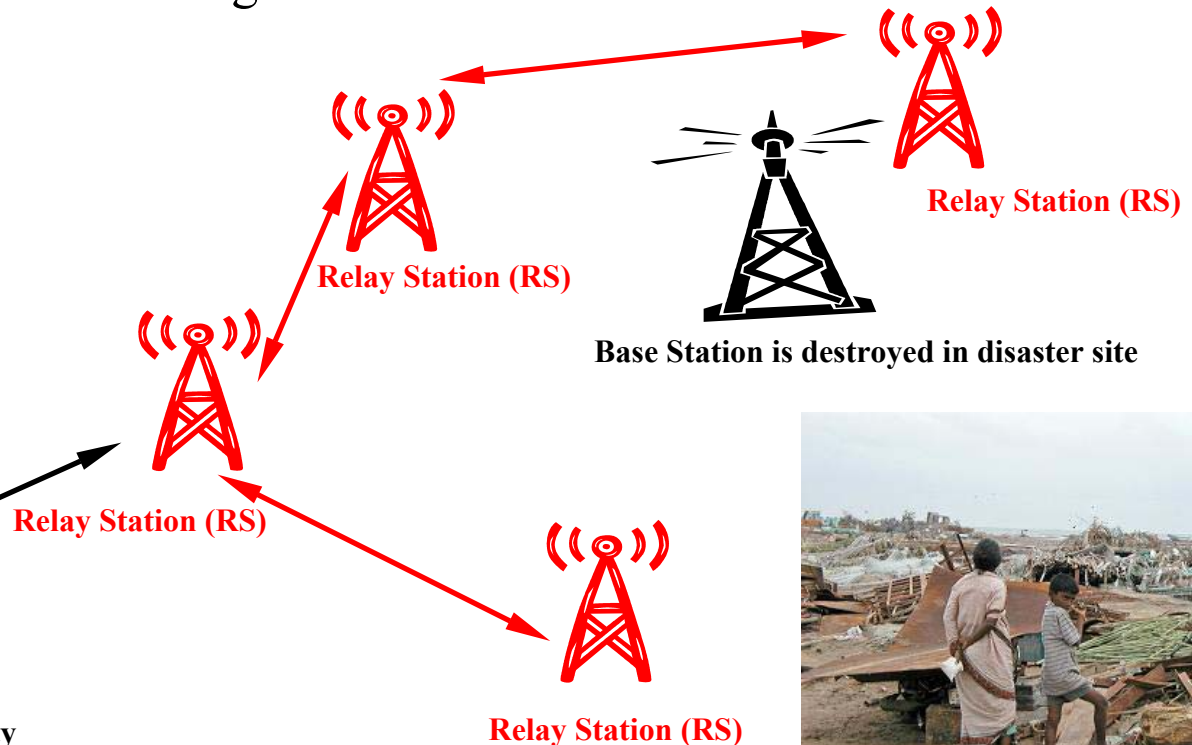 Relay Station (RS)
Relay Station (RS)
Base Station is destroyed in disaster site
Relay Station (RS)
Relay Station (RS)